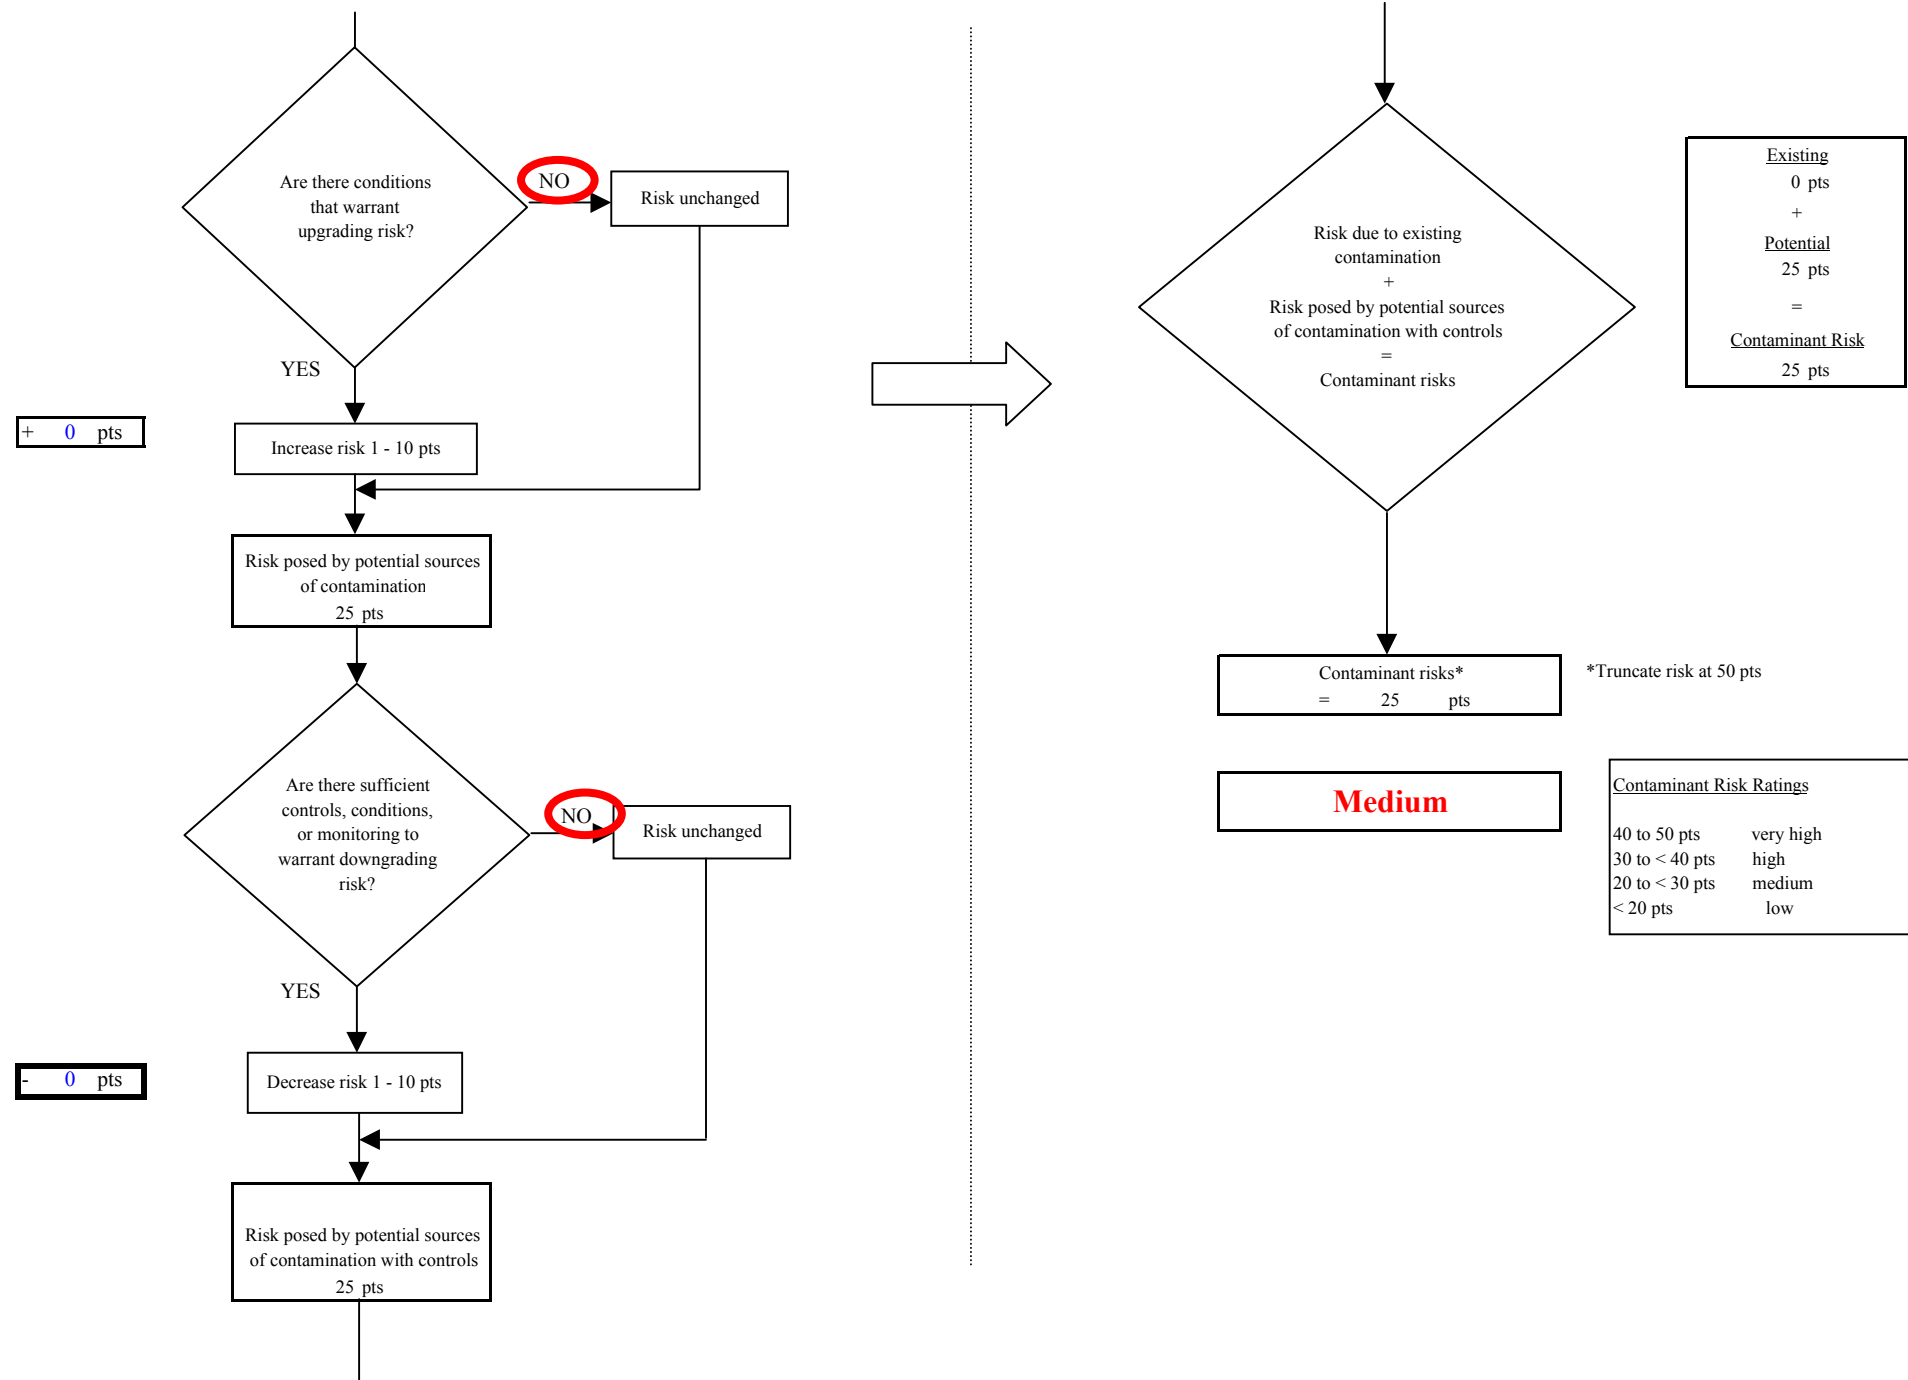 Are there conditions
that warrant
upgrading risk?
NO
Risk unchanged
YES
+ 0 pts
Increase risk 1 - 10 pts
Risk posed by potential sources
of contamination
25 pts
Are there sufficient
controls, conditions,
or monitoring to
warrant downgrading
risk?
NO
Risk unchanged
YES
- 0 pts
Decrease risk 1 - 10 pts
Risk posed by potential sources
of contamination with controls
25 pts
Risk due to existing
contamination
+
Risk posed by potential sources
of contamination with controls
=
Contaminant risks
Existing
0 pts
+
Potential
25 pts
=
Contaminant Risk
25 pts
Contaminant risks*
= 25 pts
*Truncate risk at 50 pts
Medium
Contaminant Risk Ratings
40 to 50 pts very high
30 to < 40 pts high
20 to < 30 pts medium
< 20 pts low